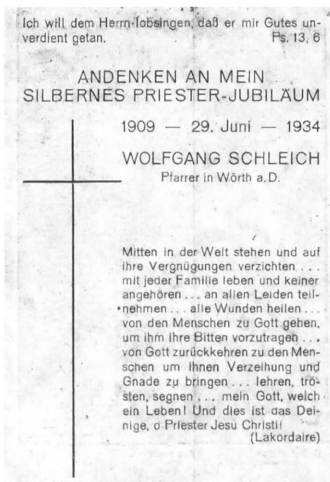 Ich will dem Herrn lobsingen, daß er mir Gutes un-
verdient getan. Ps. 13, 6
ANDENKEN AN MEIN
SILBERNES PRIESTER-JUBILÄUM
1909 — 29. Juni — 1934
WOLFGANG SCHLEICH
Pfarrer in Wörth a. D.
Mitten in der Welt stehen und auf
ihre Vergnügungen verzichten . . .
mit jeder Familie leben und keiner
angehören . . . an allen Leiden teil-
nehmen . . . alle Wunden heilen . . .
von den Menschen zu Gott gehen,
um ihm ihre Bitten vorzutragen . . .
von Gott zurückkehren zu den Men-
schen um ihnen Verzeihung und
Gnade zu bringen . . . lehren, trö-
sten, segnen . . . mein Gott, welch
ein Leben! Und dies ist das Dei-
nige, o Priester Jesu Christi!
(Lakordaire)